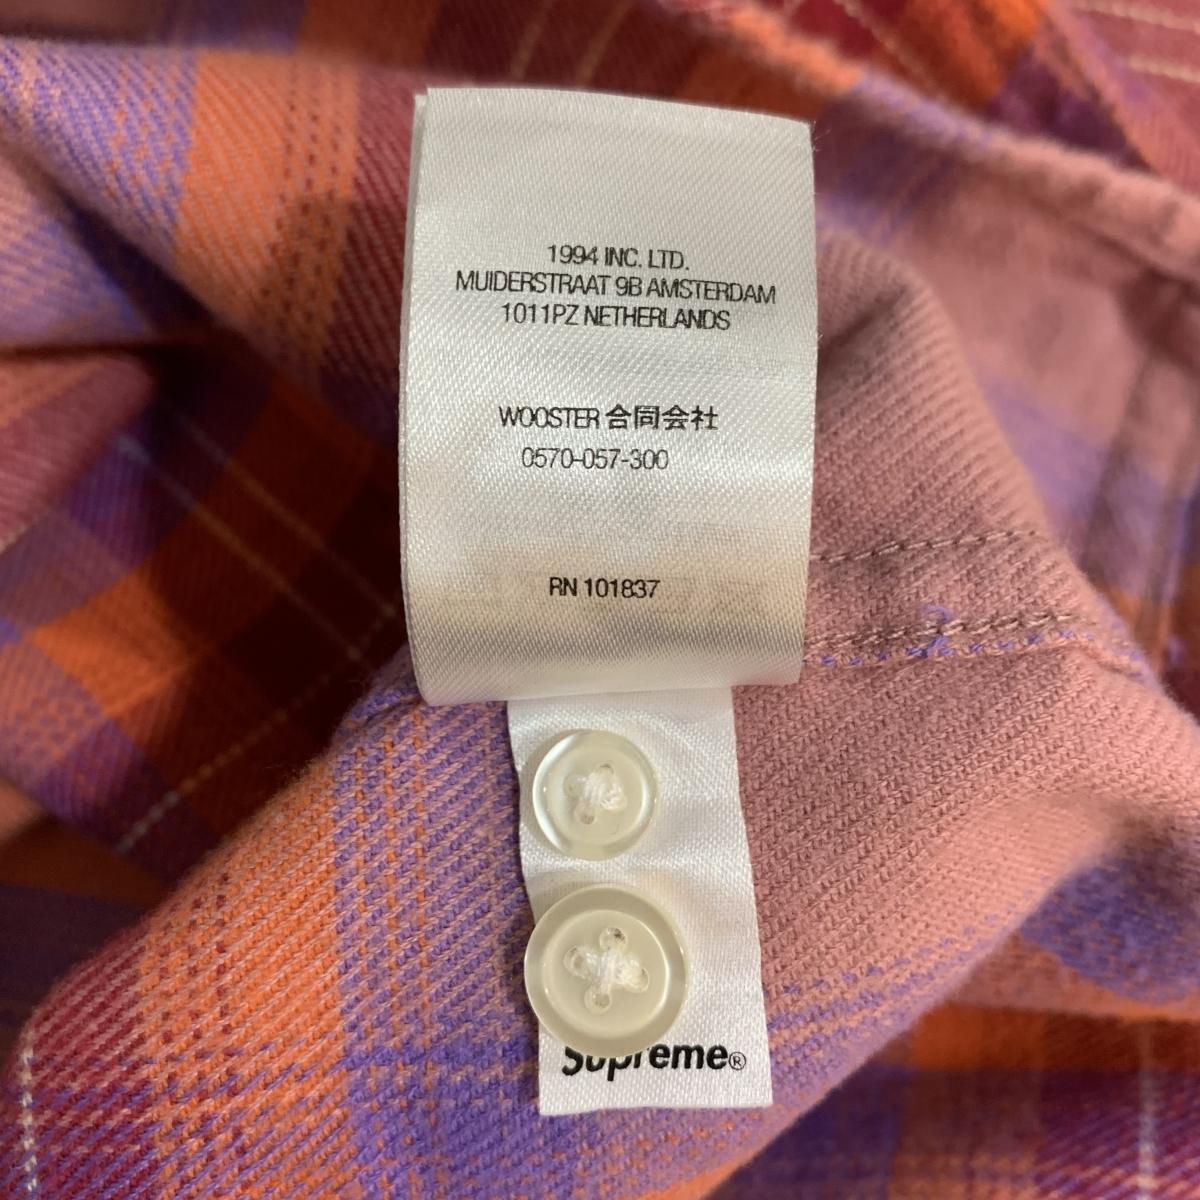 1994 INC. LTD.
MUIDERSTRAAT 9B AMSTERDAM
1011PZ NETHERLANDS
WOOSTER 合同会社
0570-057-300
RN 101837
Supreme®